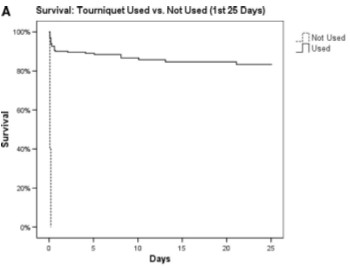 A
Survival: Tourniquet Used vs. Not Used (1st 25 Days)
Not Used
Used
100%
80%
60%
40%
20%
0%
Survival
0 5 10 15 20 25
Days